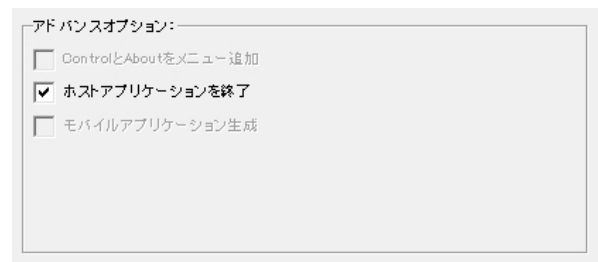 アドバンスオプション:
ControlとAboutをメニュー追加
ホストアプリケーションを終了
モバイルアプリケーション生成